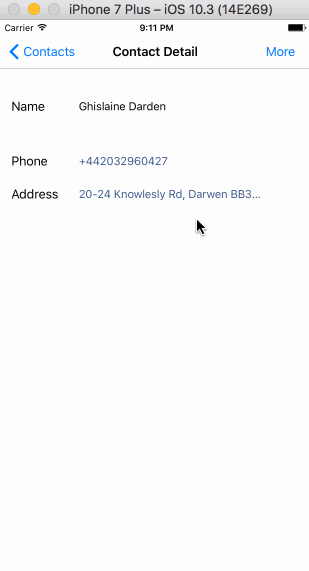 iPhone 7 Plus – iOS 10.3 (14E269)
Carrier 9:11 PM
Contacts Contact Detail More
Name Ghislaine Darden
Phone +442032960427
Address 20-24 Knowlesly Rd, Darwen BB3...